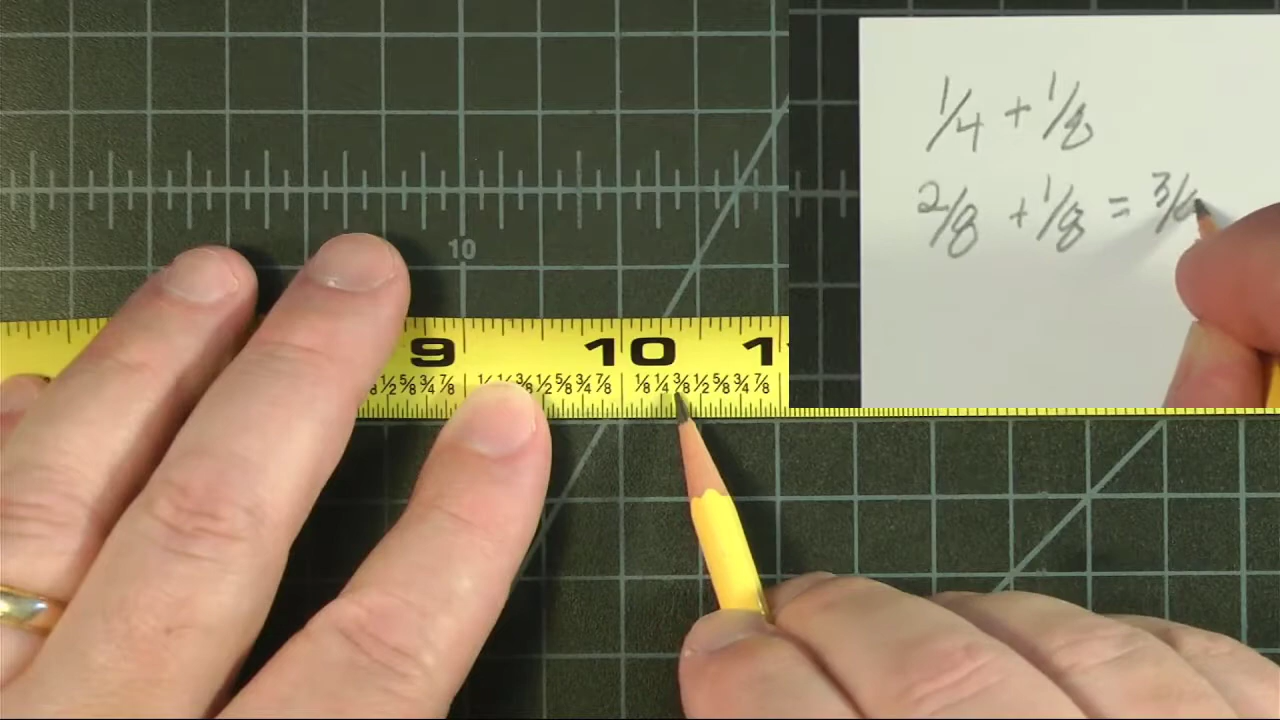 1/4 + 1/8
2/8 + 1/8 = 3/
10
9 10 1
1/2 5/8 3/4 7/8 1/2 5/8 3/4 7/8 1/8 1/4 3/8 1/2 5/8 3/4 7/8